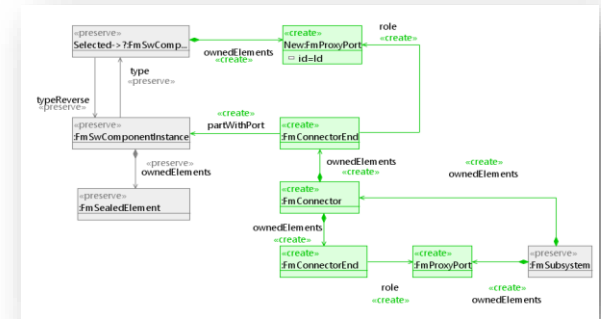 «preserve»
Selected->?:FmSwComp...
ownedElements
«create»
«create»
New:FmProxyPort
id=Id
role
«create»
type
«preserve»
typeReverse
«preserve»
«preserve»
:FmSwComponentInstance
«create»
partWithPort
«create»
:FmConnectorEnd
«preserve»
ownedElements
ownedElements
«create»
«create»
ownedElements
«preserve»
:FmSealedElement
«create»
:FmConnector
ownedElements
«create»
«create»
:FmConnectorEnd
«create»
:FmProxyPort
«preserve»
:FmSubsystem
role
«create»
«create»
ownedElements